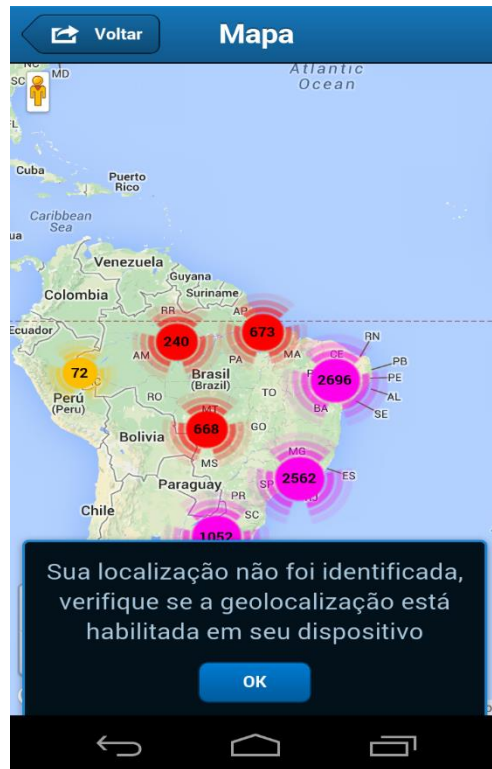 Voltar
Mapa
NC
MD
SC
Atlantic
Ocean
FL
Cuba
Puerto
Rico
Caribbean
Sea
ua
Venezuela
Guyana
Suriname
Colombia
RR
AP
Ecuador
240
673
RN
AM
PA
MA
CE
PB
72
Brasil
(Brazil)
2696
PE
Perú
(Peru)
RO
TO
AL
BA
SE
MT
668
GO
Bolivia
MS
MG
ES
2562
SP
RJ
Paraguay
PR
Chile
SC
1052
Sua localização não foi identificada,
verifique se a geolocalização está
habilitada em seu dispositivo
OK